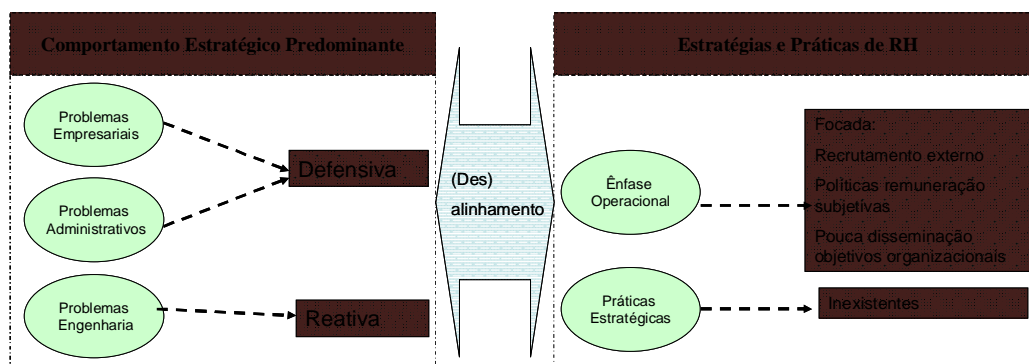 Comportamento Estratégico Predominante
Problemas
Empresariais
Defensiva
Problemas
Administrativos
Problemas
Engenharia
Reativa
(Des)
alinhamento
Estratégias e Práticas de RH
Ênfase
Operacional
Focada:
Recrutamento externo
Políticas remuneração
subjetivas
Pouca disseminação
objetivos organizacionais
Práticas
Estratégicas
Inexistentes